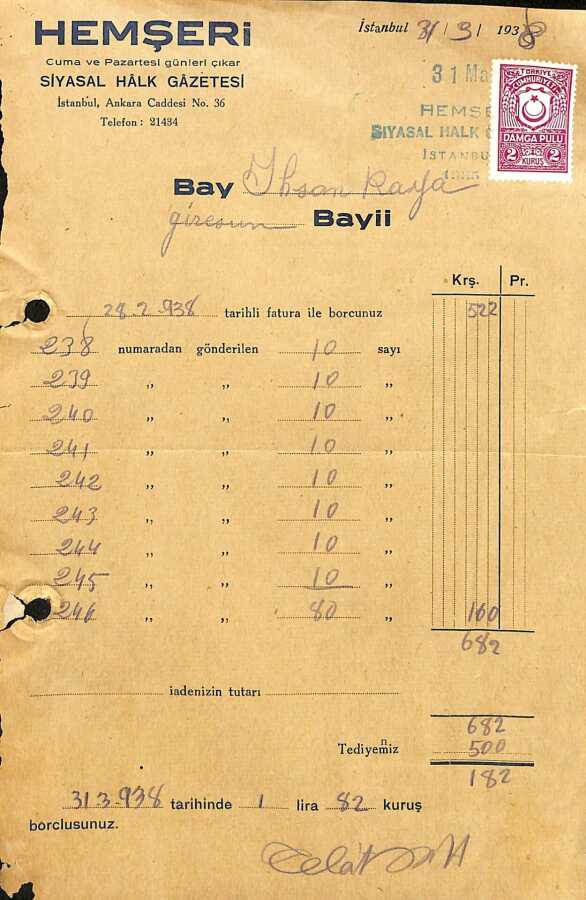 HEMŞERi
Cuma ve Pazartesi günleri çıkar
SİYASAL HÂLK GÂZETESİ
İstanbul, Ankara Caddesi No. 36
Telefon : 21434
İstanbul 31 / 3 / 1938
31 Ma
HEMŞE
SIYASAL HALK G
İSTANBU
TÜRKİYE
CUMHURİYETİ
DAMGA PULU
2 KURUŞ 2
Bay İhsan Kaya
giresun Bayii
Krş. Pr.
28.2.938 tarihli fatura ile borcunuz 522
238 numaradan gönderilen 10 sayı
239 ,, ,, 10 ,,
240 ,, ,, 10 ,,
241 ,, ,, 10 ,,
242 ,, ,, 10 ,,
243 ,, ,, 10 ,,
244 ,, ,, 10 ,,
245 ,, ,, 10 ,,
246 ,, ,, 80 ,, 160
682
iadenizin tutarı
682
Tediyeniz 500
182
31 3.938 tarihinde 1 lira 82 kuruş
borclusunuz.